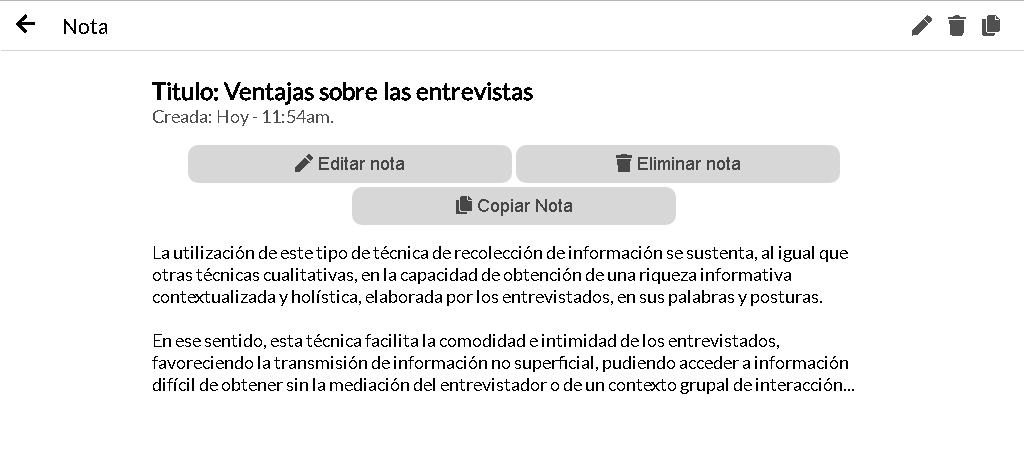 Nota
Titulo: Ventajas sobre las entrevistas
Creada: Hoy - 11:54am.
Editar nota
Eliminar nota
Copiar Nota
La utilización de este tipo de técnica de recolección de información se sustenta, al igual que
otras técnicas cualitativas, en la capacidad de obtención de una riqueza informativa
contextualizada y holística, elaborada por los entrevistados, en sus palabras y posturas.
En ese sentido, esta técnica facilita la comodidad e intimidad de los entrevistados,
favoreciendo la transmisión de información no superficial, pudiendo acceder a información
difícil de obtener sin la mediación del entrevistador o de un contexto grupal de interacción...